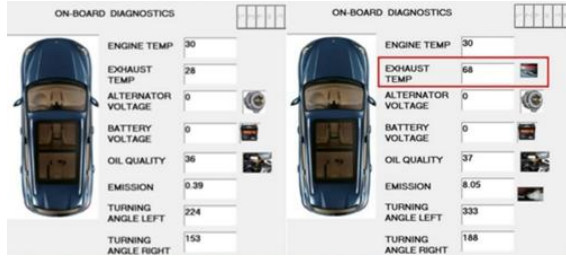 ON-BOARD DIAGNOSTICS
ENGINE TEMP 30
EXHAUST 28
TEMP
ALTERNATOR 0
VOLTAGE
BATTERY 0
VOLTAGE
OIL QUALITY 36
EMISSION 0.39
TURNING 224
ANGLE LEFT
TURNING 153
ANGLE RIGHT
ON-BOARD DIAGNOSTICS
ENGINE TEMP 30
EXHAUST 68
TEMP
ALTERNATOR 0
VOLTAGE
BATTERY 0
VOLTAGE
OIL QUALITY 37
EMISSION 8.05
TURNING 333
ANGLE LEFT
TURNING 188
ANGLE RIGHT